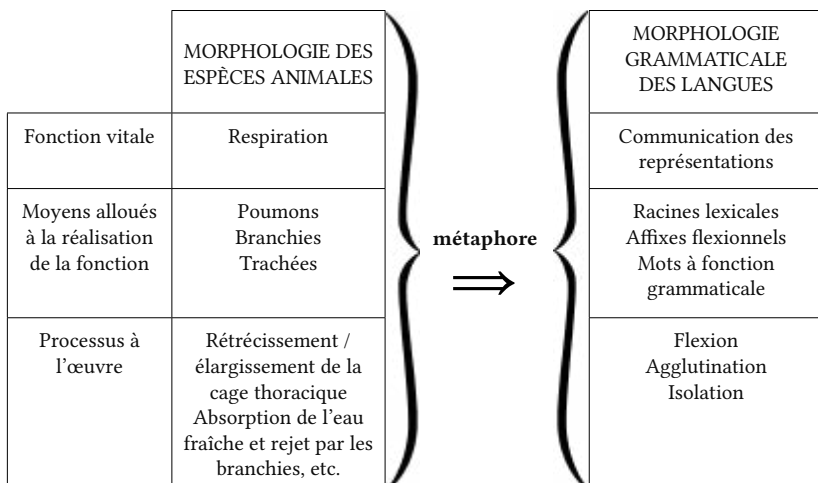 MORPHOLOGIE DES
ESPÈCES ANIMALES
MORPHOLOGIE
GRAMMATICALE
DES LANGUES
Fonction vitale
Respiration
Communication des
représentations
Moyens alloués
à la réalisation
de la fonction
Poumons
Branchies
Trachées
métaphore
⇒
Racines lexicales
Affixes flexionnels
Mots à fonction
grammaticale
Processus à
l’œuvre
Rétrécissement /
élargissement de la
cage thoracique
Absorption de l’eau
fraîche et rejet par les
branchies, etc.
Flexion
Agglutination
Isolation